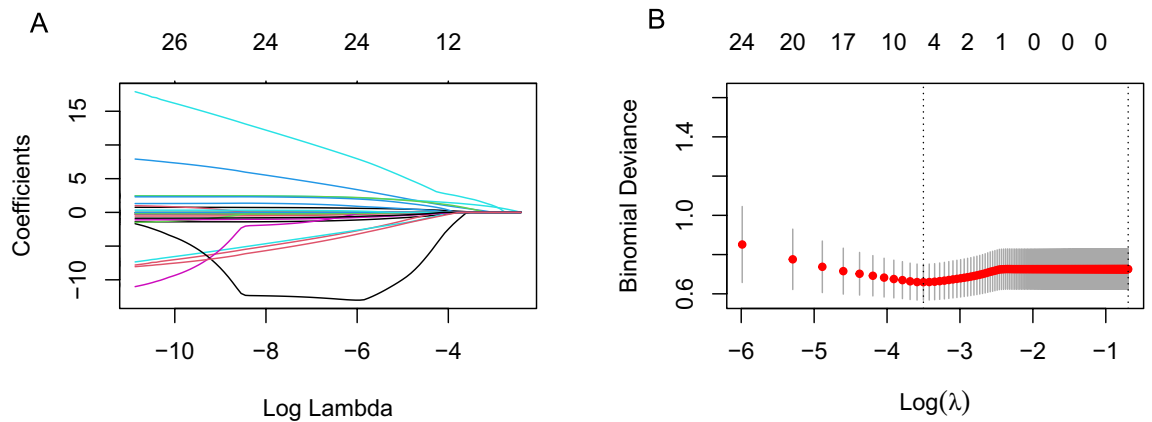 A
26 24 24 12
15
5
0
−10
Coefficients
−10 −8 −6 −4
Log Lambda
B
24 20 17 10 4 2 1 0 0 0
1.4
1.0
0.6
Binomial Deviance
−6 −5 −4 −3 −2 −1
Log(λ)